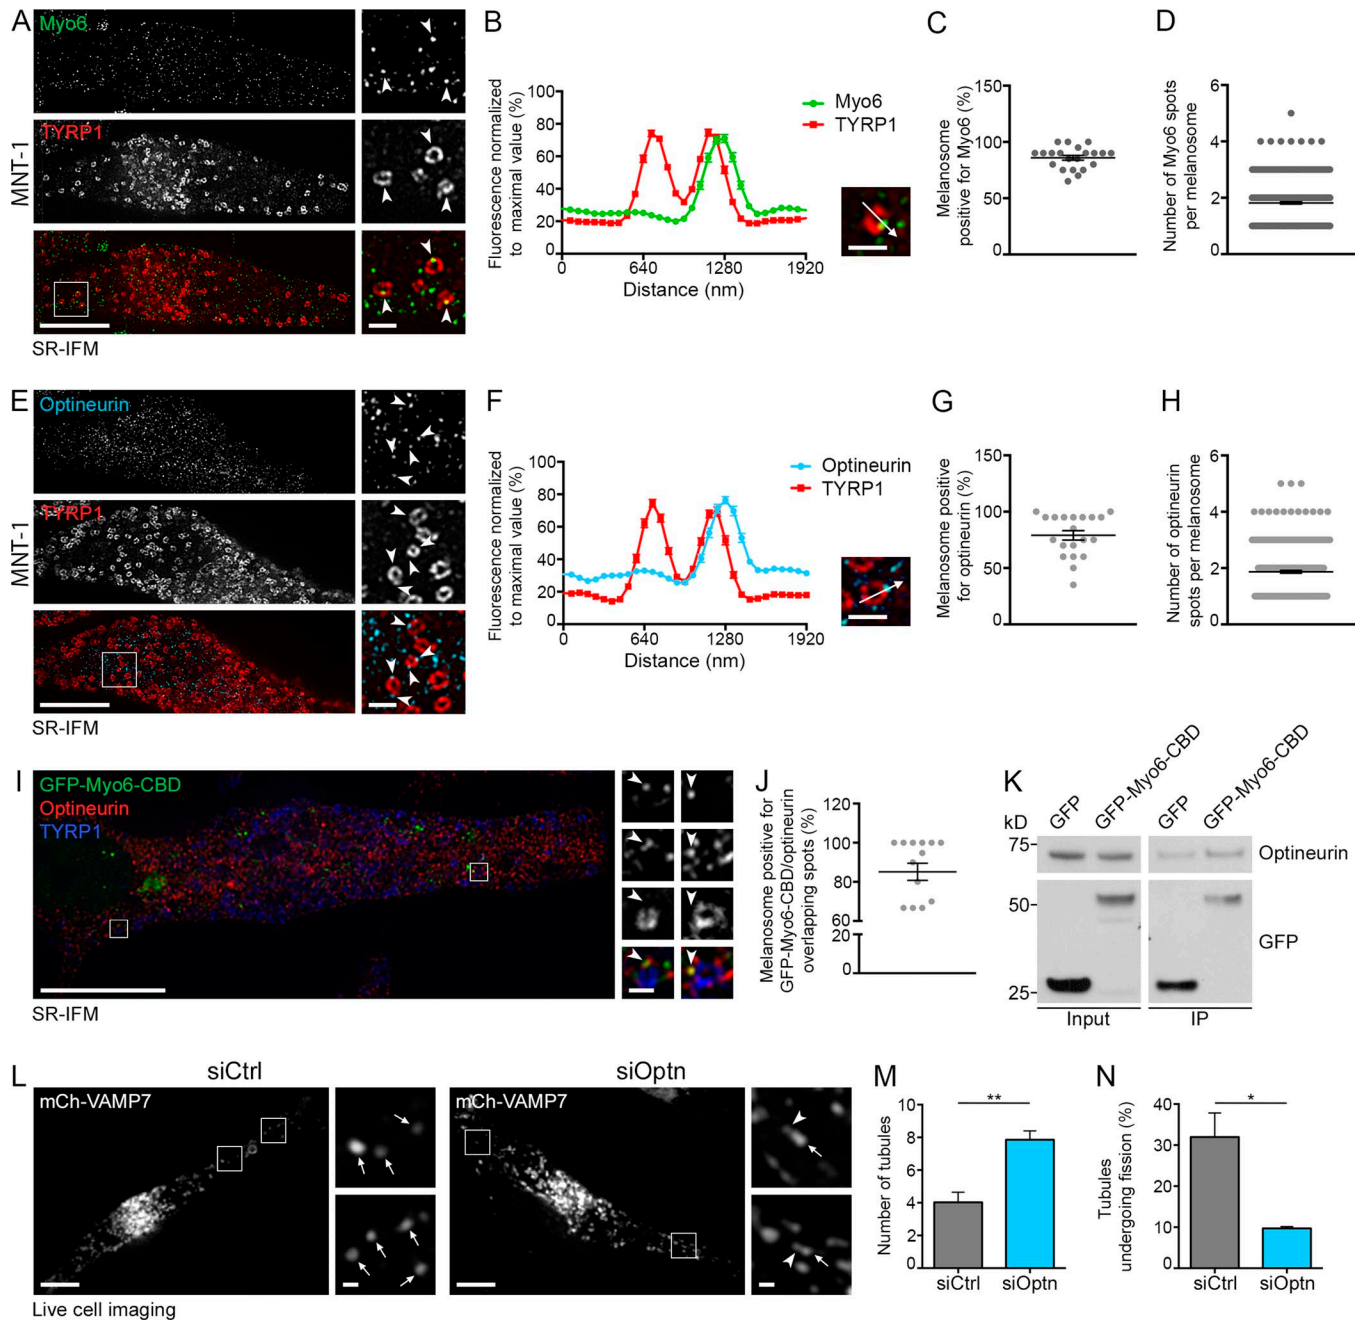 A
Myo6
TYRP1
MNT-1
SR-IFM
B
Fluorescence normalized
to maximal value (%)
100
80
60
40
20
0
0 640 1280 1920
Distance (nm)
Myo6
TYRP1
C
Melanosome
positive for Myo6 (%)
150
100
50
0
D
Number of Myo6 spots
per melanosome
6
4
2
0
E
Optineurin
TYRP1
MNT-1
SR-IFM
F
Fluorescence normalized
to maximal value (%)
100
80
60
40
20
0
0 640 1280 1920
Distance (nm)
Optineurin
TYRP1
G
Melanosome positive
for optineurin (%)
150
100
50
0
H
Number of optineurin
spots per melanosome
6
4
2
0
I
GFP-Myo6-CBD
Optineurin
TYRP1
SR-IFM
J
Melanosome positive for
GFP-Myo6-CBD/optineurin
overlapping spots (%)
120
100
80
60
20
0
K
GFP
GFP-Myo6-CBD
GFP
GFP-Myo6-CBD
kD
75
50
25
Optineurin
GFP
Input
IP
L
siCtrl
siOptn
mCh-VAMP7
mCh-VAMP7
Live cell imaging
M
Number of tubules
10
8
6
4
2
0
**
siCtrl siOptn
N
Tubules
undergoing fission (%)
40
30
20
10
0
*
siCtrl siOptn